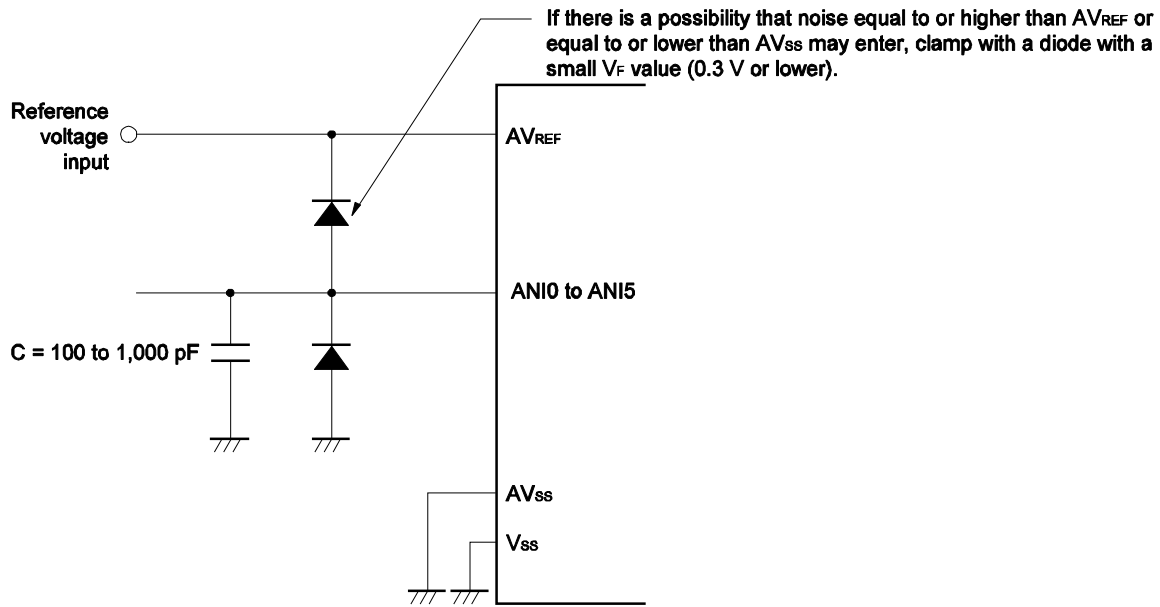 If there is a possibility that noise equal to or higher than AVREF or
equal to or lower than AVSS may enter, clamp with a diode with a
small VF value (0.3 V or lower).
Reference
voltage
input
AVREF
ANI0 to ANI5
C = 100 to 1,000 pF
AVSS
VSS